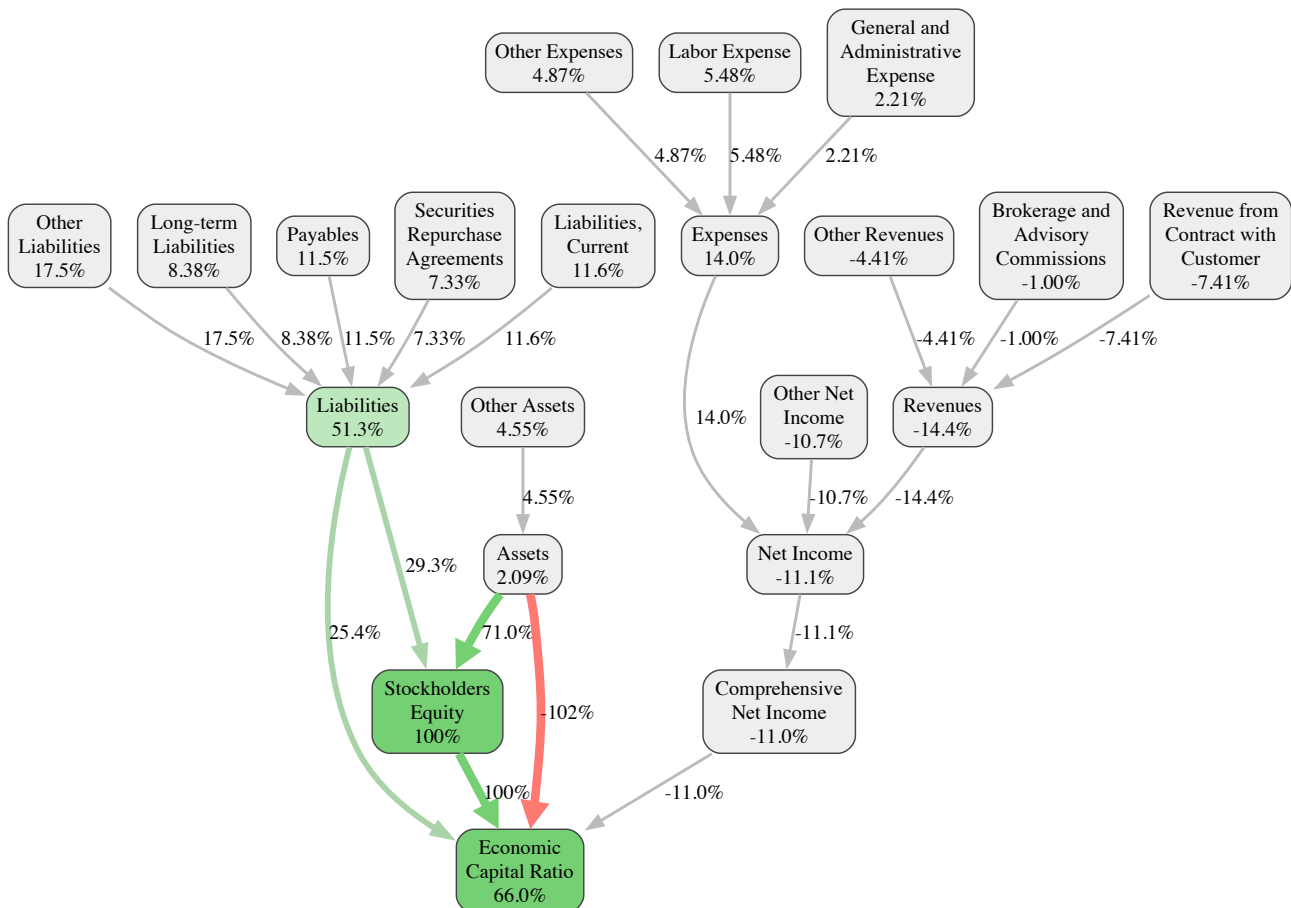 Other Expenses
4.87%
Labor Expense
5.48%
General and
Administrative
Expense
2.21%
4.87%
5.48%
2.21%
Other
Liabilities
17.5%
Long-term
Liabilities
8.38%
Payables
11.5%
Securities
Repurchase
Agreements
7.33%
Liabilities,
Current
11.6%
Expenses
14.0%
Other Revenues
-4.41%
Brokerage and
Advisory
Commissions
-1.00%
Revenue from
Contract with
Customer
-7.41%
17.5%
8.38%
11.5%
7.33%
11.6%
-4.41%
-1.00%
-7.41%
Liabilities
51.3%
Other Assets
4.55%
14.0%
Other Net
Income
-10.7%
Revenues
-14.4%
4.55%
-10.7%
-14.4%
29.3%
Assets
2.09%
Net Income
-11.1%
25.4%
71.0%
-11.1%
Stockholders
Equity
100%
-102%
Comprehensive
Net Income
-11.0%
100%
-11.0%
Economic
Capital Ratio
66.0%